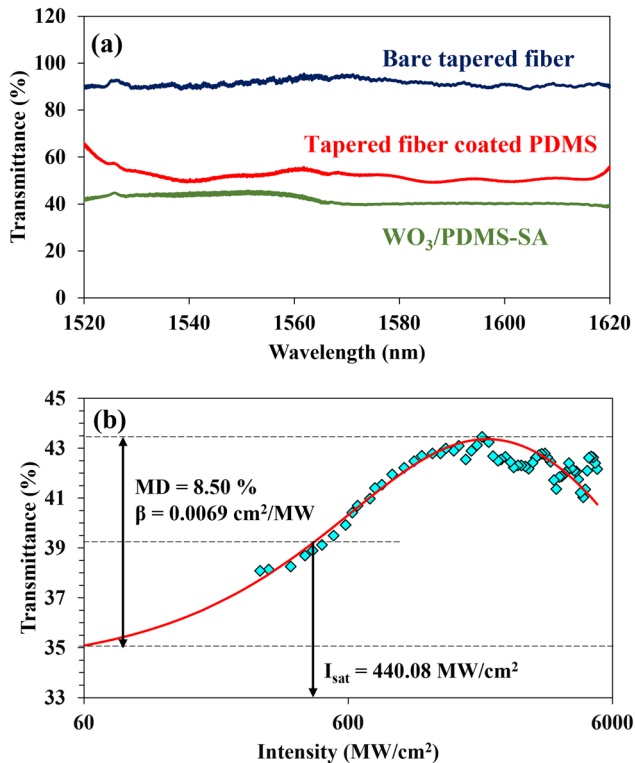 120
(a)
Bare tapered fiber
100
80
Tapered fiber coated PDMS
60
40
WO₃/PDMS-SA
20
0
Transmittance (%)
1520 1540 1560 1580 1600 1620
Wavelength (nm)
45
(b)
43
MD = 8.50 %
41
β = 0.0069 cm²/MW
39
37
35
I_sat = 440.08 MW/cm²
33
Transmittance (%)
60 600 6000
Intensity (MW/cm²)